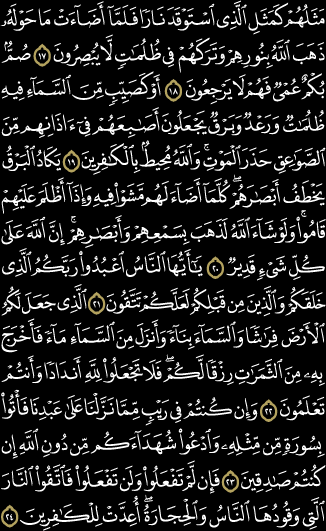 مَثَلُهُمْ كَمَثَلِ ٱلَّذِى ٱسْتَوْقَدَ نَارًا فَلَمَّآ أَضَآءَتْ مَا حَوْلَهُۥ
ذَهَبَ ٱللَّهُ بِنُورِهِمْ وَتَرَكَهُمْ فِى ظُلُمَٰتٍ لَّا يُبْصِرُونَ ١٧ صُمٌّۢ
بُكْمٌ عُمْىٌ فَهُمْ لَا يَرْجِعُونَ ١٨ أَوْ كَصَيِّبٍ مِّنَ ٱلسَّمَآءِ فِيهِ
ظُلُمَٰتٌ وَرَعْدٌ وَبَرْقٌ يَجْعَلُونَ أَصَٰبِعَهُمْ فِىٓ ءَاذَانِهِم مِّنَ
ٱلصَّوَٰعِقِ حَذَرَ ٱلْمَوْتِ ۚ وَٱللَّهُ مُحِيطٌۢ بِٱلْكَٰفِرِينَ ١٩ يَكَادُ ٱلْبَرْقُ
يَخْطَفُ أَبْصَٰرَهُمْ ۖ كُلَّمَآ أَضَآءَ لَهُم مَّشَوْا۟ فِيهِ وَإِذَآ أَظْلَمَ عَلَيْهِمْ
قَامُوا۟ ۚ وَلَوْ شَآءَ ٱللَّهُ لَذَهَبَ بِسَمْعِهِمْ وَأَبْصَٰرِهِمْ ۚ إِنَّ ٱللَّهَ عَلَىٰ
كُلِّ شَىْءٍ قَدِيرٌ ٢٠ يَٰٓأَيُّهَا ٱلنَّاسُ ٱعْبُدُوا۟ رَبَّكُمُ ٱلَّذِى
خَلَقَكُمْ وَٱلَّذِينَ مِن قَبْلِكُمْ لَعَلَّكُمْ تَتَّقُونَ ٢١ ٱلَّذِى جَعَلَ لَكُمُ
ٱلْأَرْضَ فِرَٰشًا وَٱلسَّمَآءَ بِنَآءً وَأَنزَلَ مِنَ ٱلسَّمَآءِ مَآءً فَأَخْرَجَ
بِهِۦ مِنَ ٱلثَّمَرَٰتِ رِزْقًا لَّكُمْ ۖ فَلَا تَجْعَلُوا۟ لِلَّهِ أَندَادًا وَأَنتُمْ
تَعْلَمُونَ ٢٢ وَإِن كُنتُمْ فِى رَيْبٍ مِّمَّا نَزَّلْنَا عَلَىٰ عَبْدِنَا فَأْتُوا۟
بِسُورَةٍ مِّن مِّثْلِهِۦ وَٱدْعُوا۟ شُهَدَآءَكُم مِّن دُونِ ٱللَّهِ إِن
كُنتُمْ صَٰدِقِينَ ٢٣ فَإِن لَّمْ تَفْعَلُوا۟ وَلَن تَفْعَلُوا۟ فَٱتَّقُوا۟ ٱلنَّارَ
ٱلَّتِى وَقُودُهَا ٱلنَّاسُ وَٱلْحِجَارَةُ ۖ أُعِدَّتْ لِلْكَٰفِرِينَ ٢٤